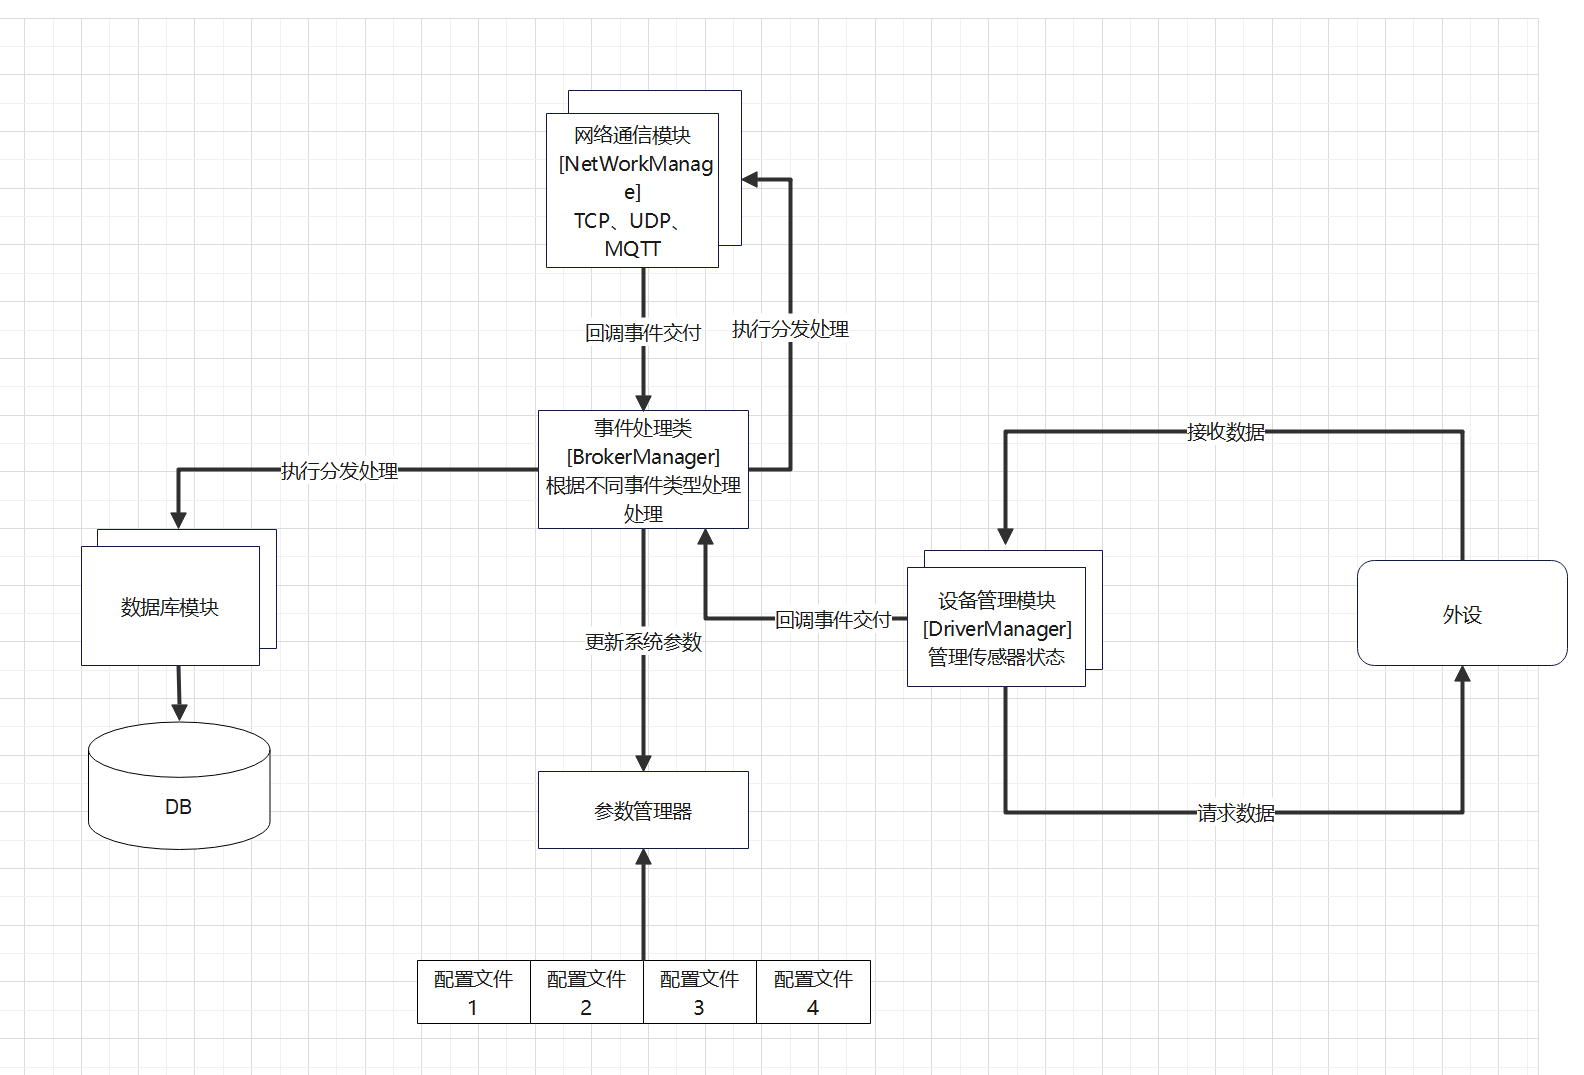 网络通信模块
[NetWorkManag
e]
TCP、UDP、
MQTT
回调事件交付
执行分发处理
事件处理类
[BrokerManager]
根据不同事件类型处理
处理
执行分发处理
接收数据
数据库模块
设备管理模块
[DriverManager]
管理传感器状态
外设
回调事件交付
更新系统参数
DB
参数管理器
请求数据
配置文件
1
配置文件
2
配置文件
3
配置文件
4